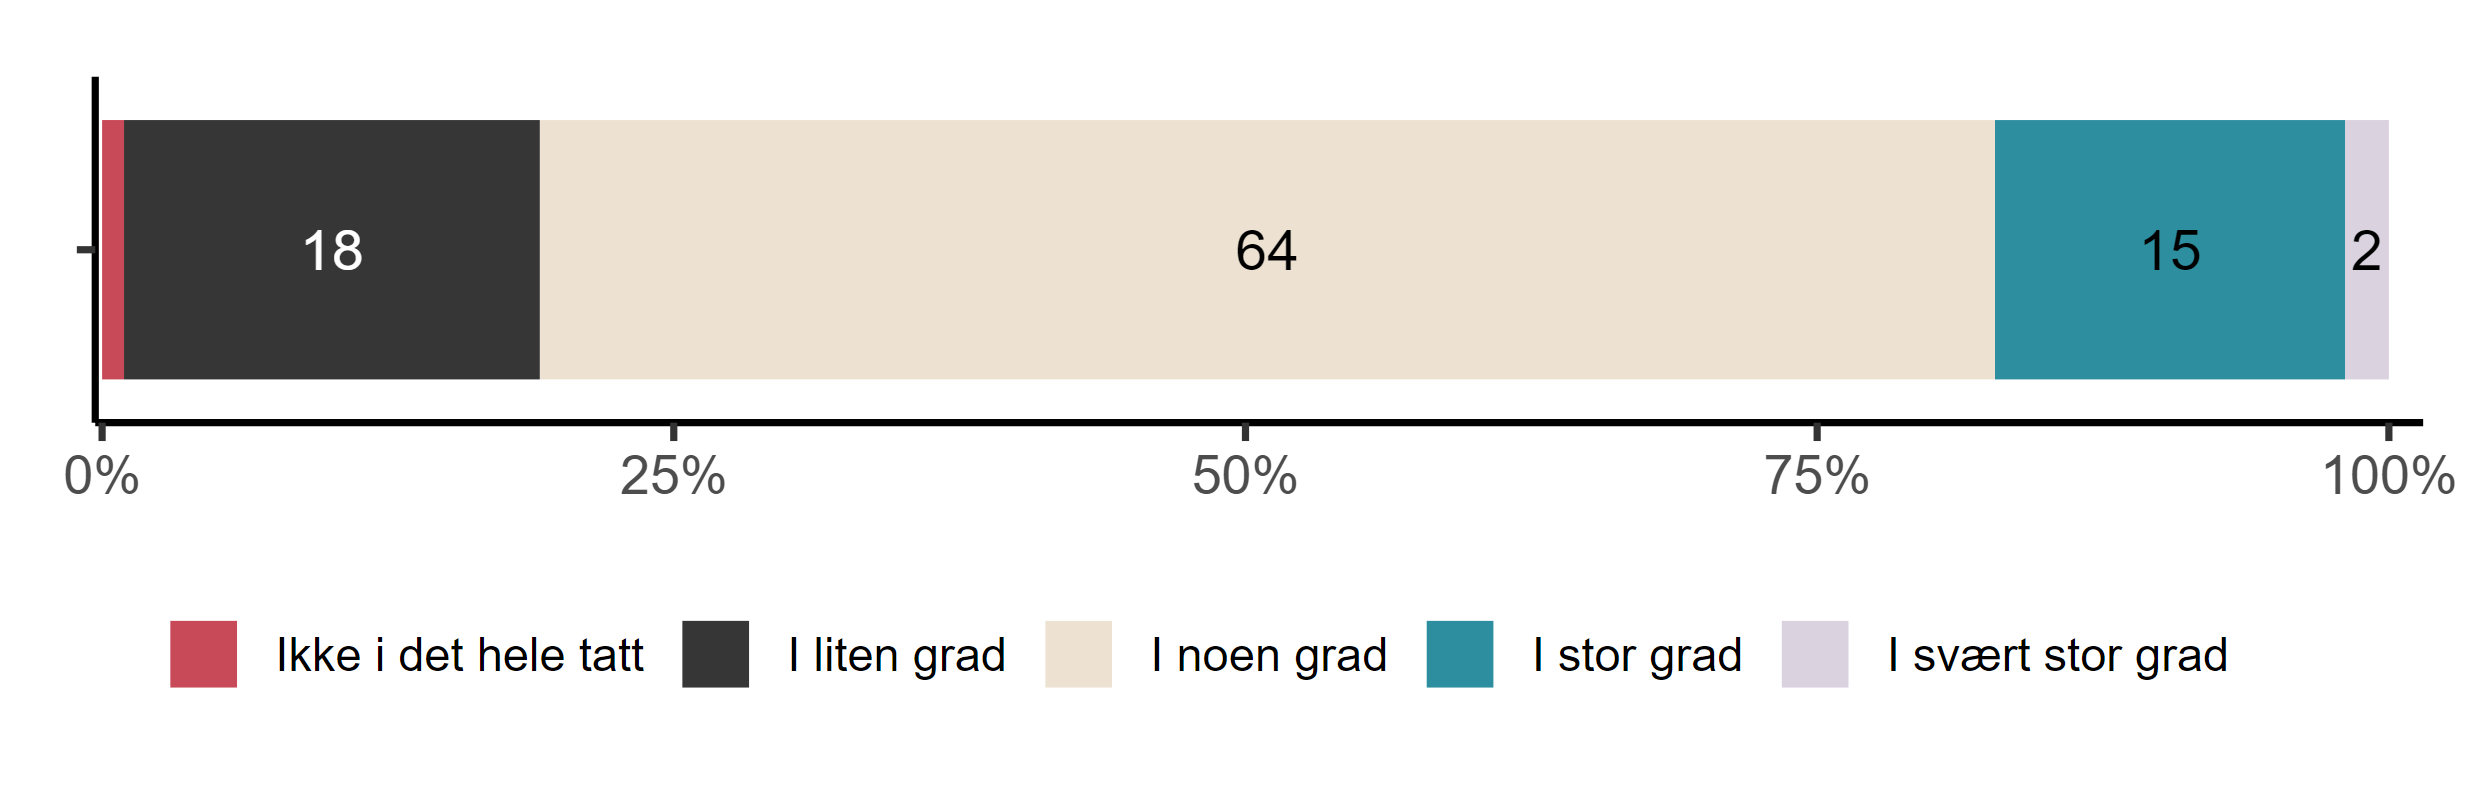 18 64 15 2
0% 25% 50% 75% 100%
Ikke i det hele tatt I liten grad I noen grad I stor grad I svært stor grad